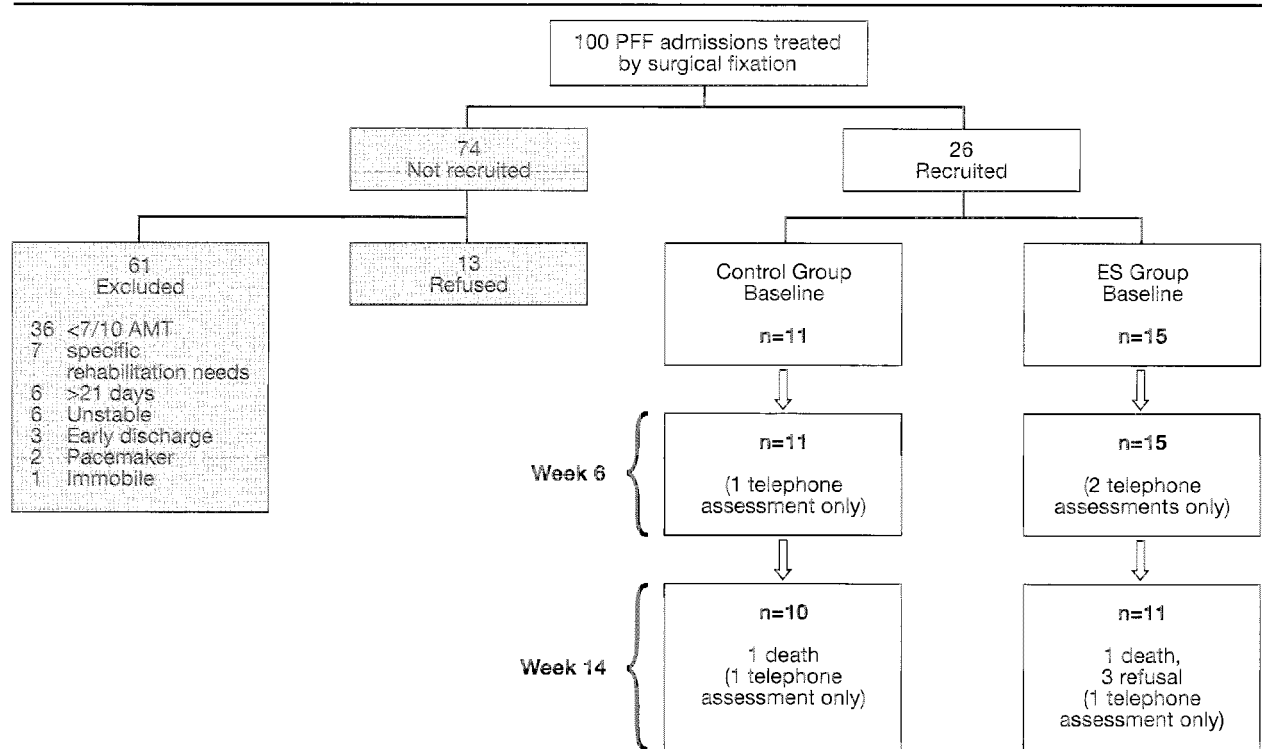 100 PFF admissions treated
by surgical fixation
74
Not recruited
26
Recruited
61
Excluded
36 <7/10 AMT
7 specific
rehabilitation needs
6 >21 days
6 Unstable
3 Early discharge
2 Pacemaker
1 Immobile
13
Refused
Control Group
Baseline
n=11
ES Group
Baseline
n=15
Week 6
n=11
(1 telephone
assessment only)
n=15
(2 telephone
assessments only)
Week 14
n=10
1 death
(1 telephone
assessment only)
n=11
1 death,
3 refusal
(1 telephone
assessment only)